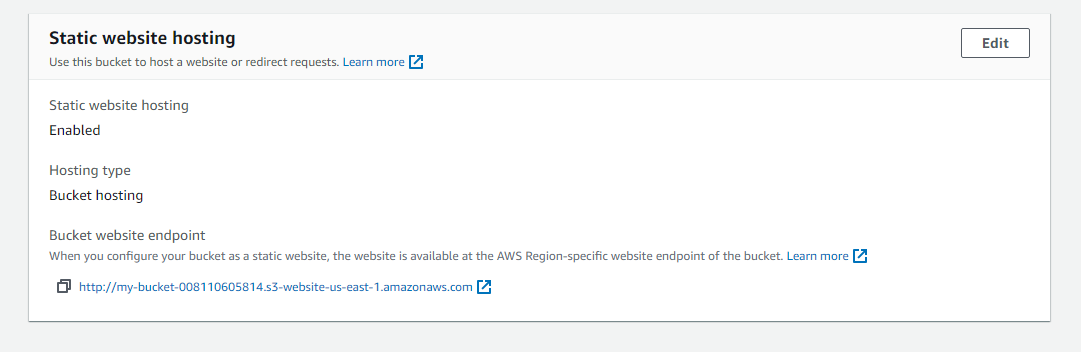 Static website hosting
Edit
Use this bucket to host a website or redirect requests. Learn more
Static website hosting
Enabled
Hosting type
Bucket hosting
Bucket website endpoint
When you configure your bucket as a static website, the website is available at the AWS Region-specific website endpoint of the bucket. Learn more
http://my-bucket-008110605814.s3-website-us-east-1.amazonaws.com